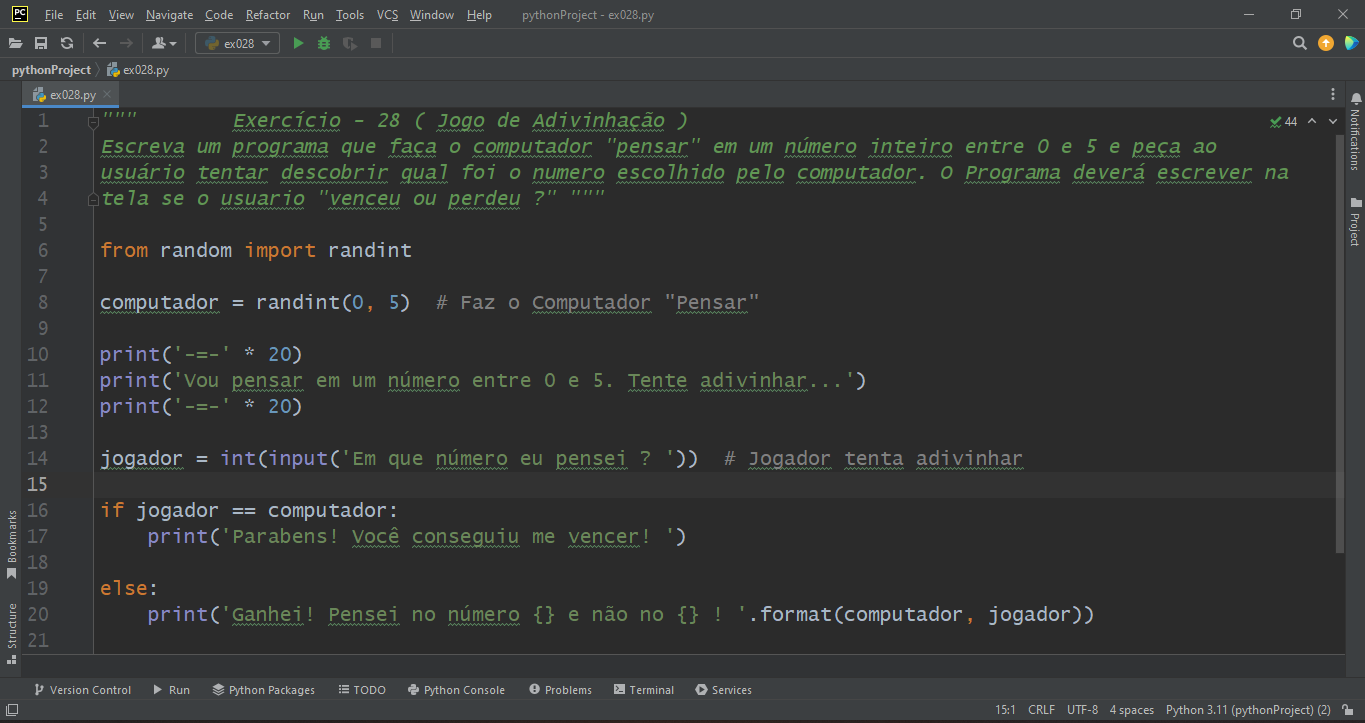 PC File Edit View Navigate Code Refactor Run Tools VCS Window Help pythonProject - ex028.py
ex028
pythonProject ex028.py
ex028.py
1 """ Exercício - 28 ( Jogo de Adivinhação ) 44
2 Escreva um programa que faça o computador "pensar" em um número inteiro entre 0 e 5 e peça ao
3 usuário tentar descobrir qual foi o numero escolhido pelo computador. O Programa deverá escrever na
4 tela se o usuario "venceu ou perdeu ?" """
5
6 from random import randint
7
8 computador = randint(0, 5)  # Faz o Computador "Pensar"
9
10 print('-=-' * 20)
11 print('Vou pensar em um número entre 0 e 5. Tente adivinhar...')
12 print('-=-' * 20)
13
14 jogador = int(input('Em que número eu pensei ? '))  # Jogador tenta adivinhar
15
16 if jogador == computador:
17     print('Parabens! Você conseguiu me vencer! ')
18
19 else:
20     print('Ganhei! Pensei no número {} e não no {} ! '.format(computador, jogador))
21
Notifications
Project
Bookmarks
Structure
Version Control Run Python Packages TODO Python Console Problems Terminal Services
15:1 CRLF UTF-8 4 spaces Python 3.11 (pythonProject) (2)